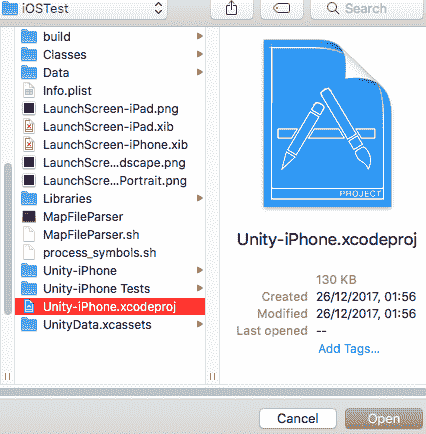 iOSTest
Search
build
Classes
Data
Info.plist
LaunchScreen-iPad.png
LaunchScreen-iPad.xib
LaunchScreen-iPhone.xib
LaunchScre...dscape.png
LaunchScre...Portrait.png
Libraries
MapFileParser
MapFileParser.sh
process_symbols.sh
Unity-iPhone
Unity-iPhone Tests
Unity-iPhone.xcodeproj
UnityData.xcassets
PROJECT
Unity-iPhone.xcodeproj
130 KB
Created 26/12/2017, 01:56
Modified 26/12/2017, 01:56
Last opened --
Add Tags...
Cancel
Open